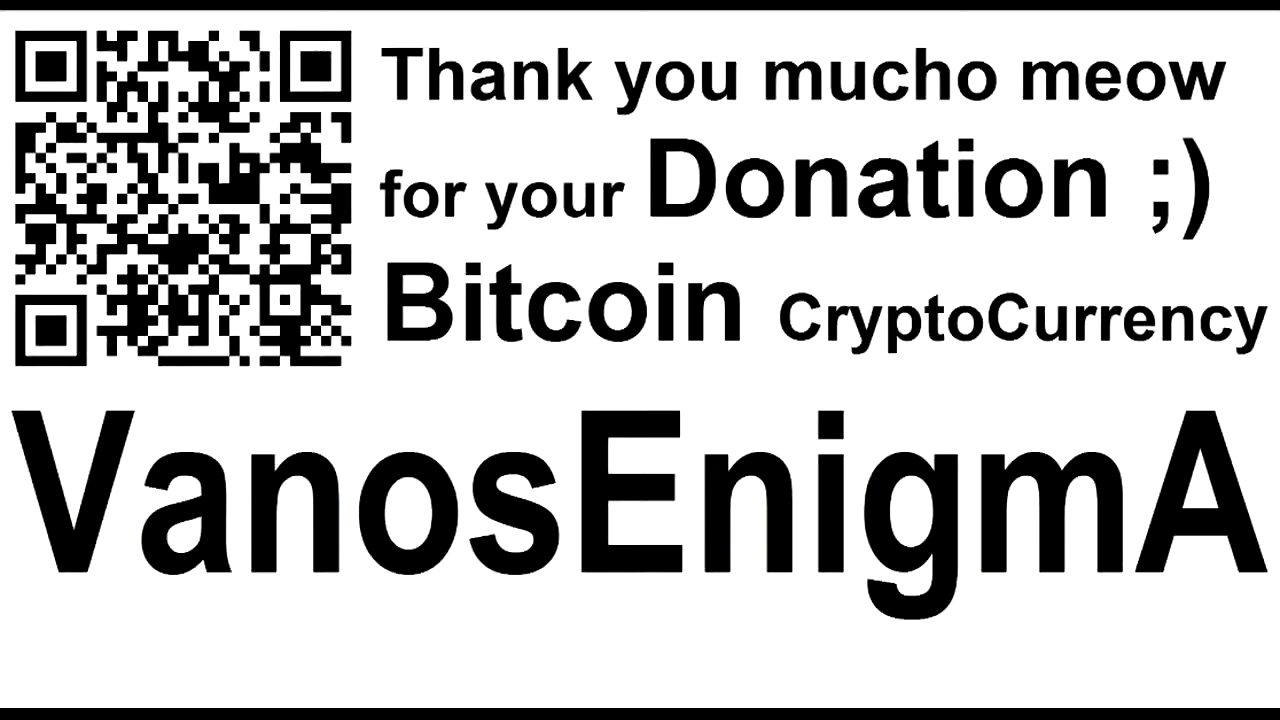 Thank you mucho meow
for your Donation ;)
Bitcoin CryptoCurrency
VanosEnigmA